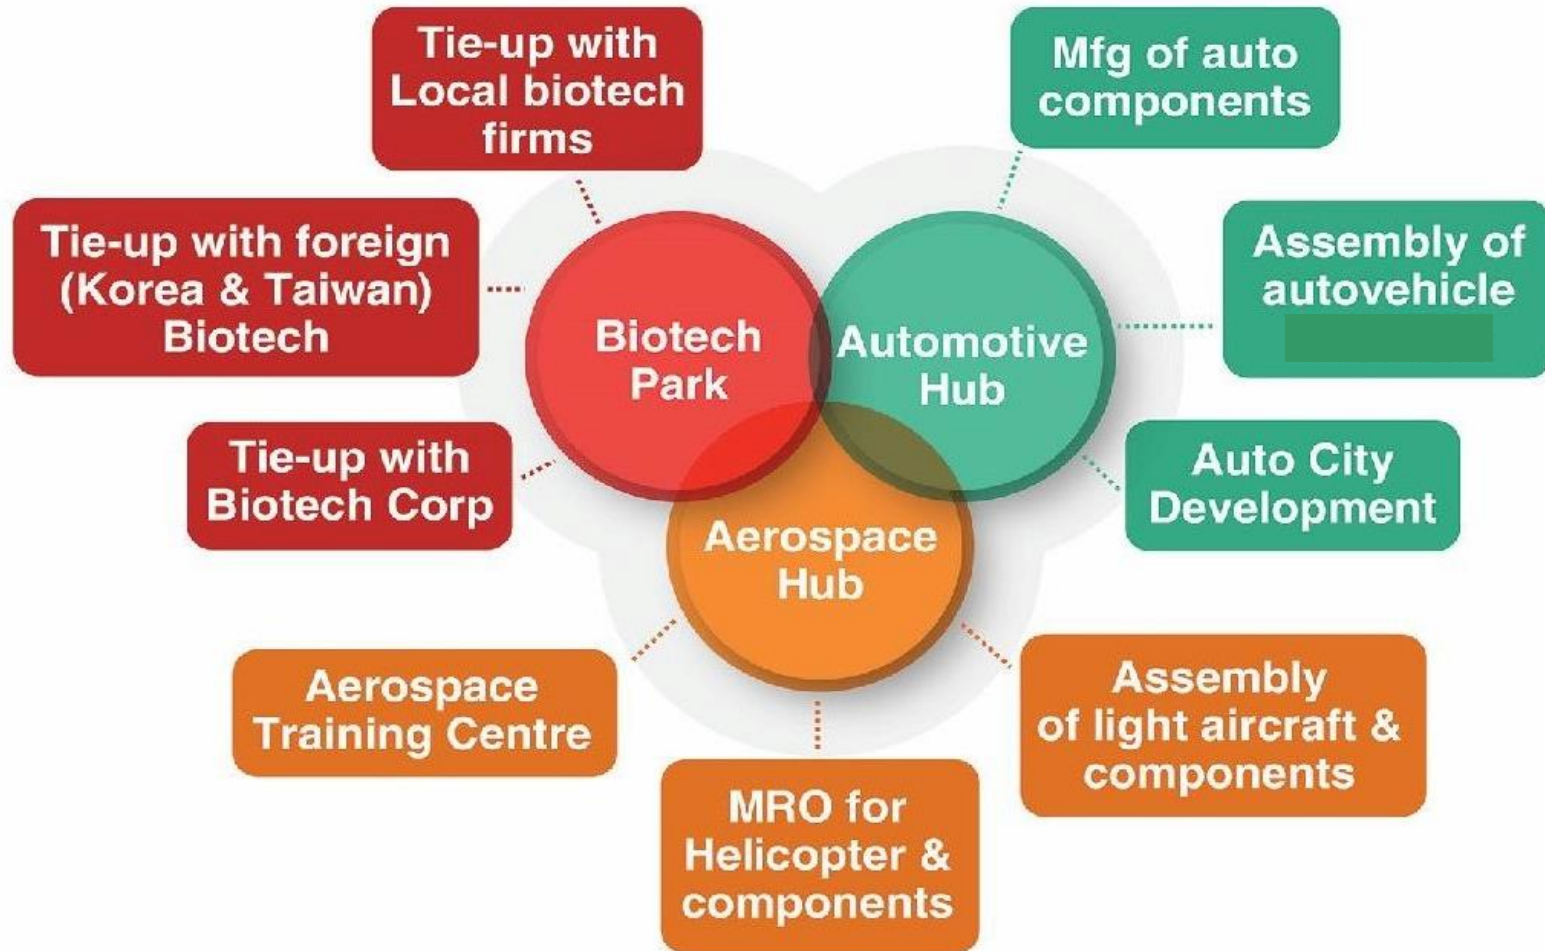 Tie-up with
Local biotech
firms
Mfg of auto
components
Tie-up with foreign
(Korea & Taiwan)
Biotech
Assembly of
autovehicle
Biotech
Park
Automotive
Hub
Tie-up with
Biotech Corp
Auto City
Development
Aerospace
Hub
Aerospace
Training Centre
Assembly
of light aircraft &
components
MRO for
Helicopter &
components